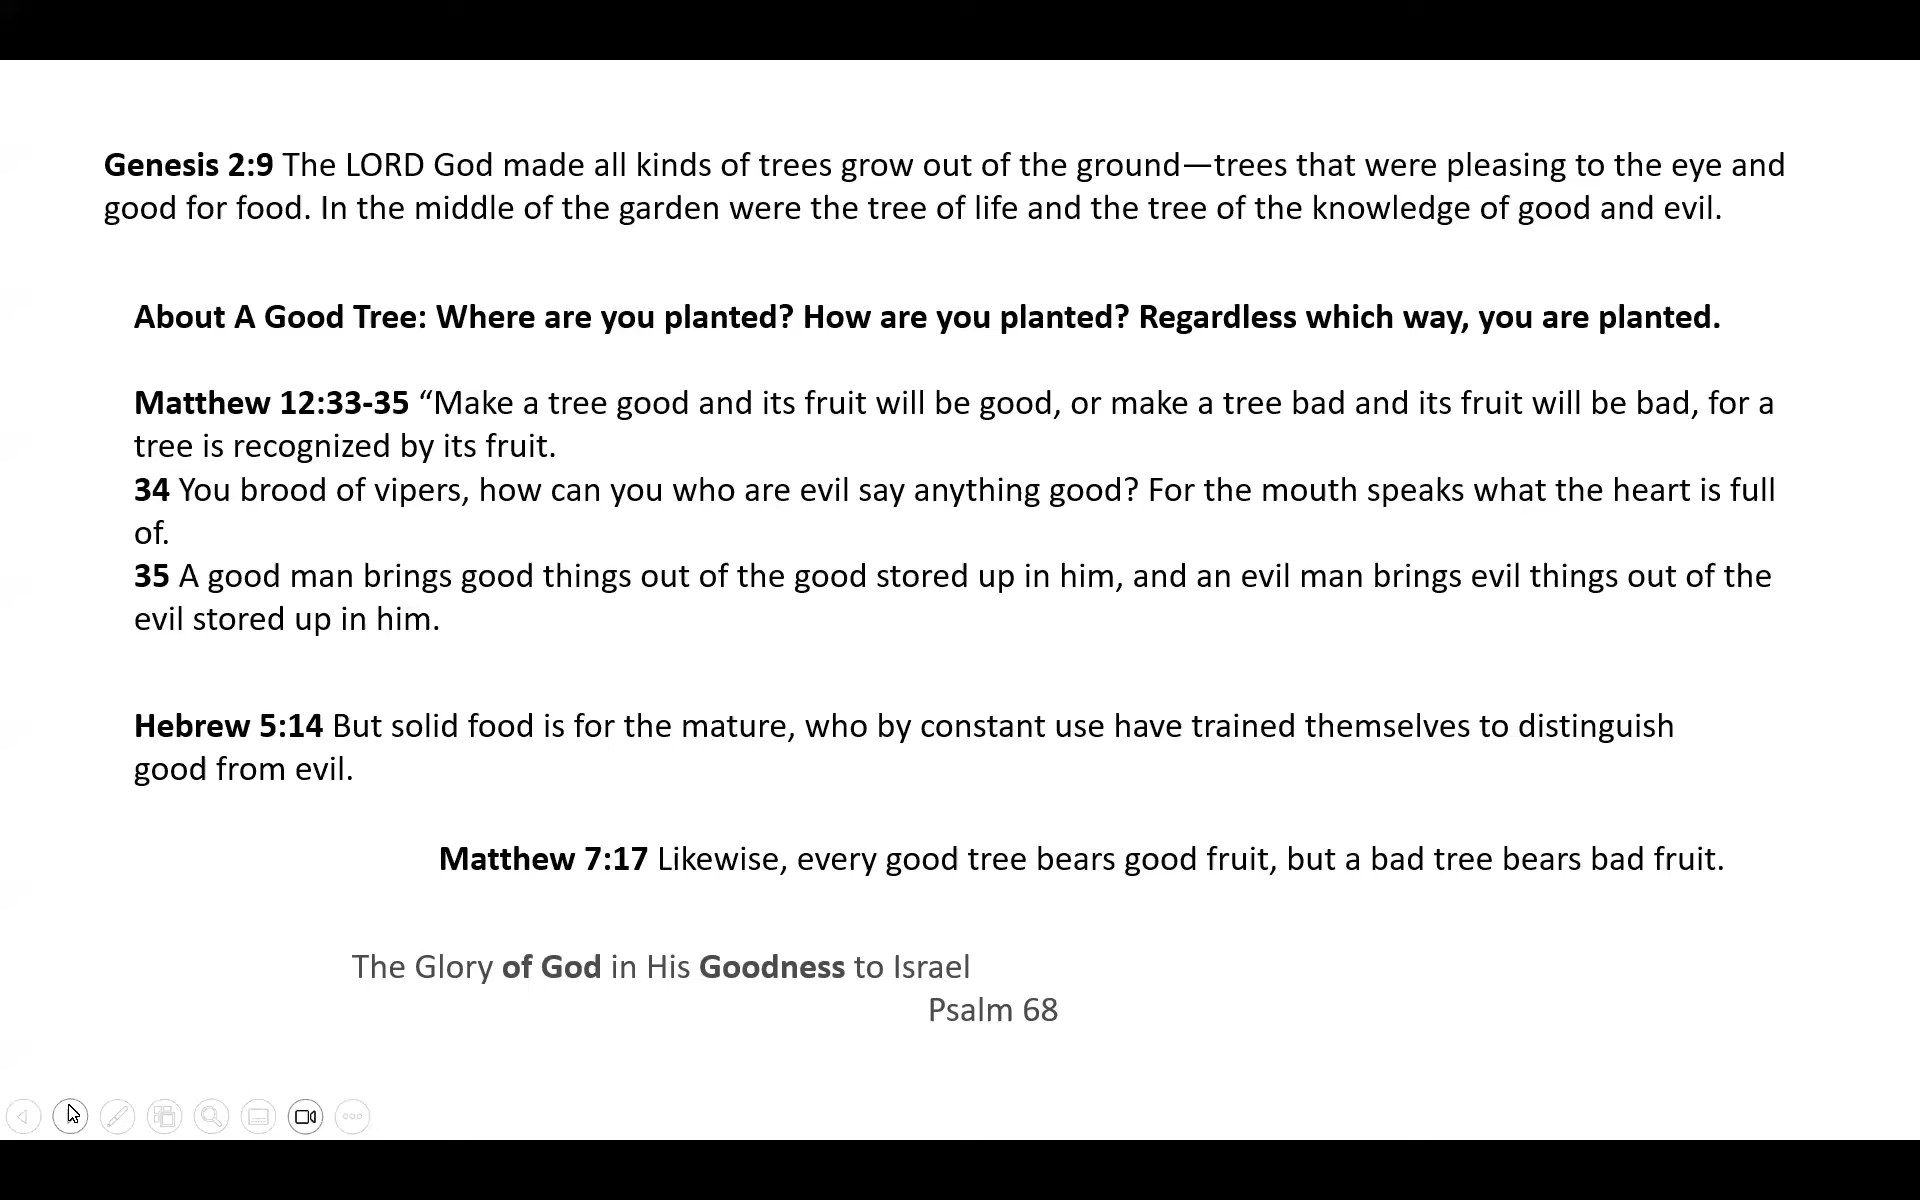 Genesis 2:9 The LORD God made all kinds of trees grow out of the ground—trees that were pleasing to the eye and
good for food. In the middle of the garden were the tree of life and the tree of the knowledge of good and evil.
About A Good Tree: Where are you planted? How are you planted? Regardless which way, you are planted.
Matthew 12:33-35 “Make a tree good and its fruit will be good, or make a tree bad and its fruit will be bad, for a
tree is recognized by its fruit.
34 You brood of vipers, how can you who are evil say anything good? For the mouth speaks what the heart is full
of.
35 A good man brings good things out of the good stored up in him, and an evil man brings evil things out of the
evil stored up in him.
Hebrew 5:14 But solid food is for the mature, who by constant use have trained themselves to distinguish
good from evil.
Matthew 7:17 Likewise, every good tree bears good fruit, but a bad tree bears bad fruit.
The Glory of God in His Goodness to Israel
Psalm 68